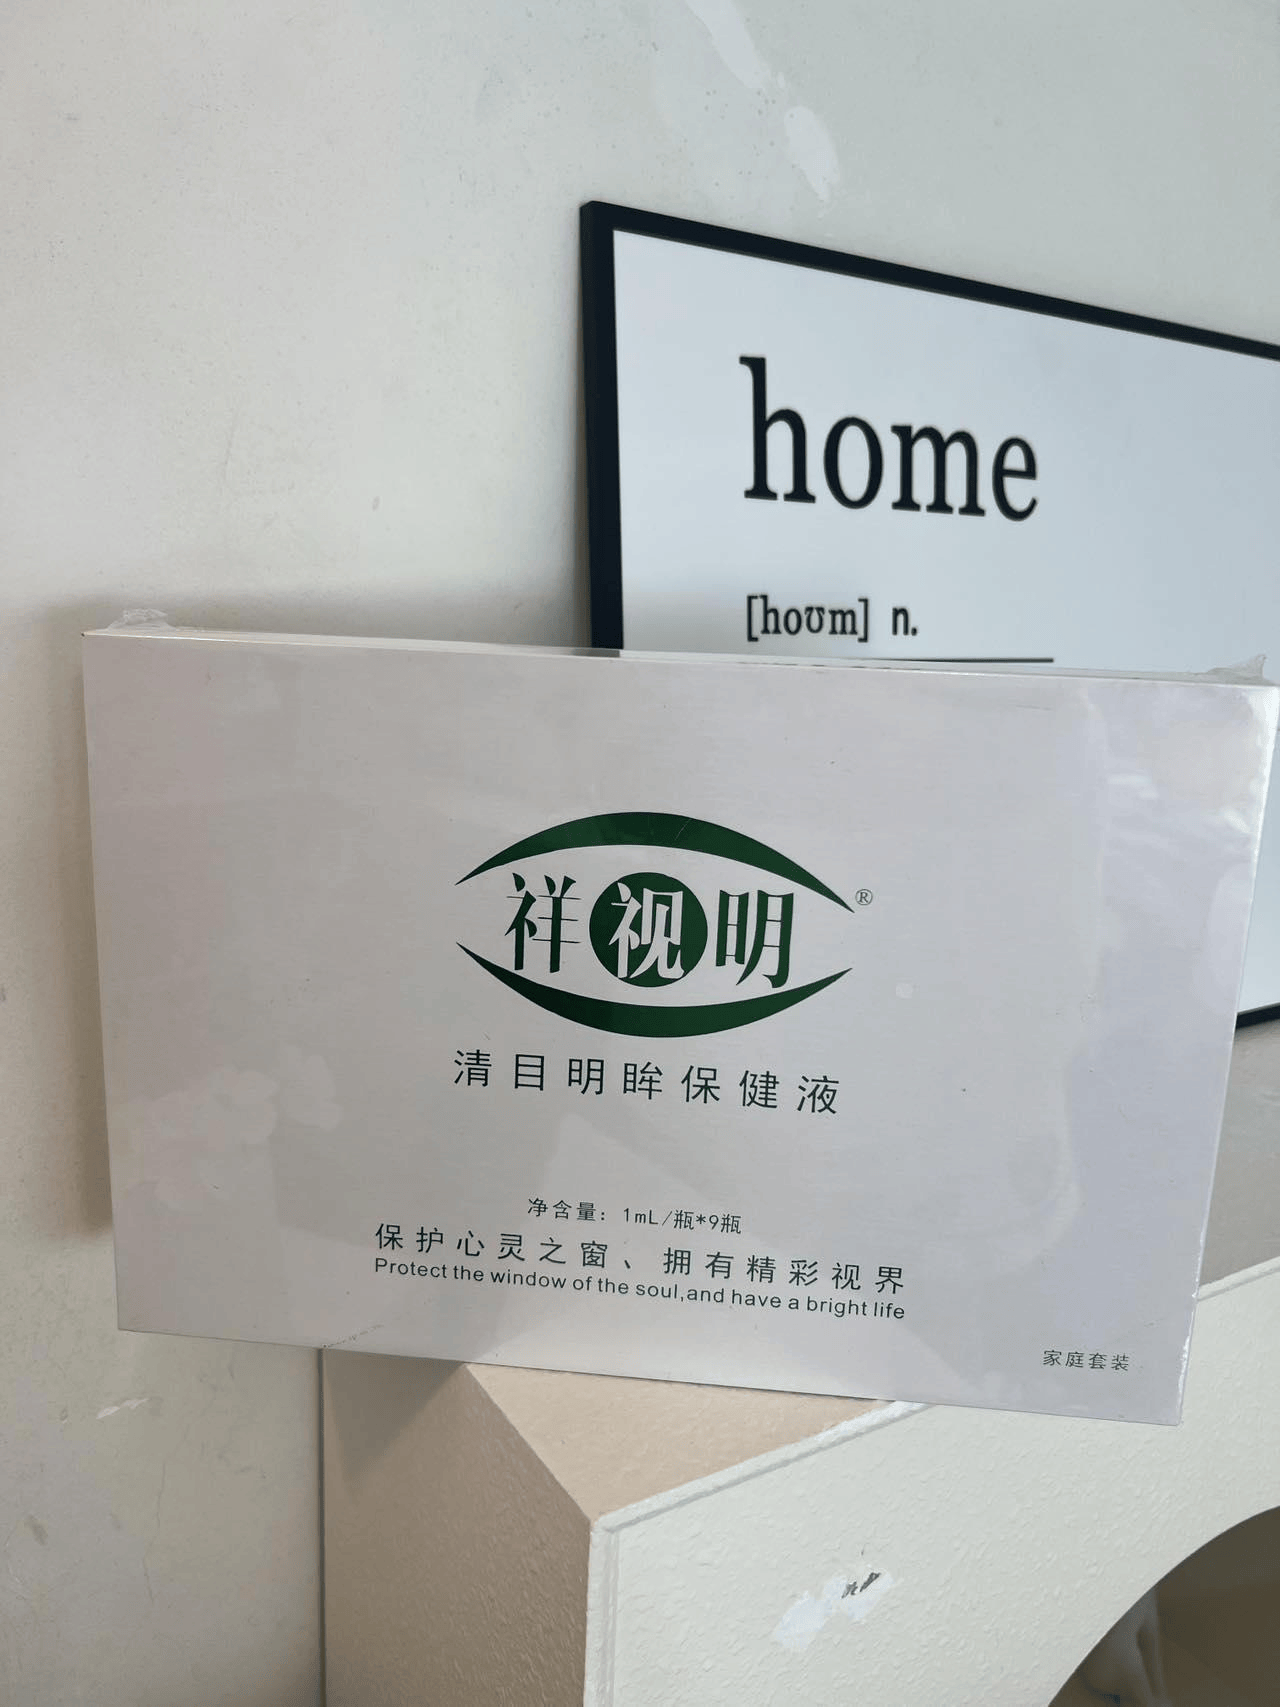 home
[hoʊm] n.
祥视明®
清目明眸保健液
净含量：1mL/瓶*9瓶
保护心灵之窗、拥有精彩视界
Protect the window of the soul,and have a bright life
家庭套装